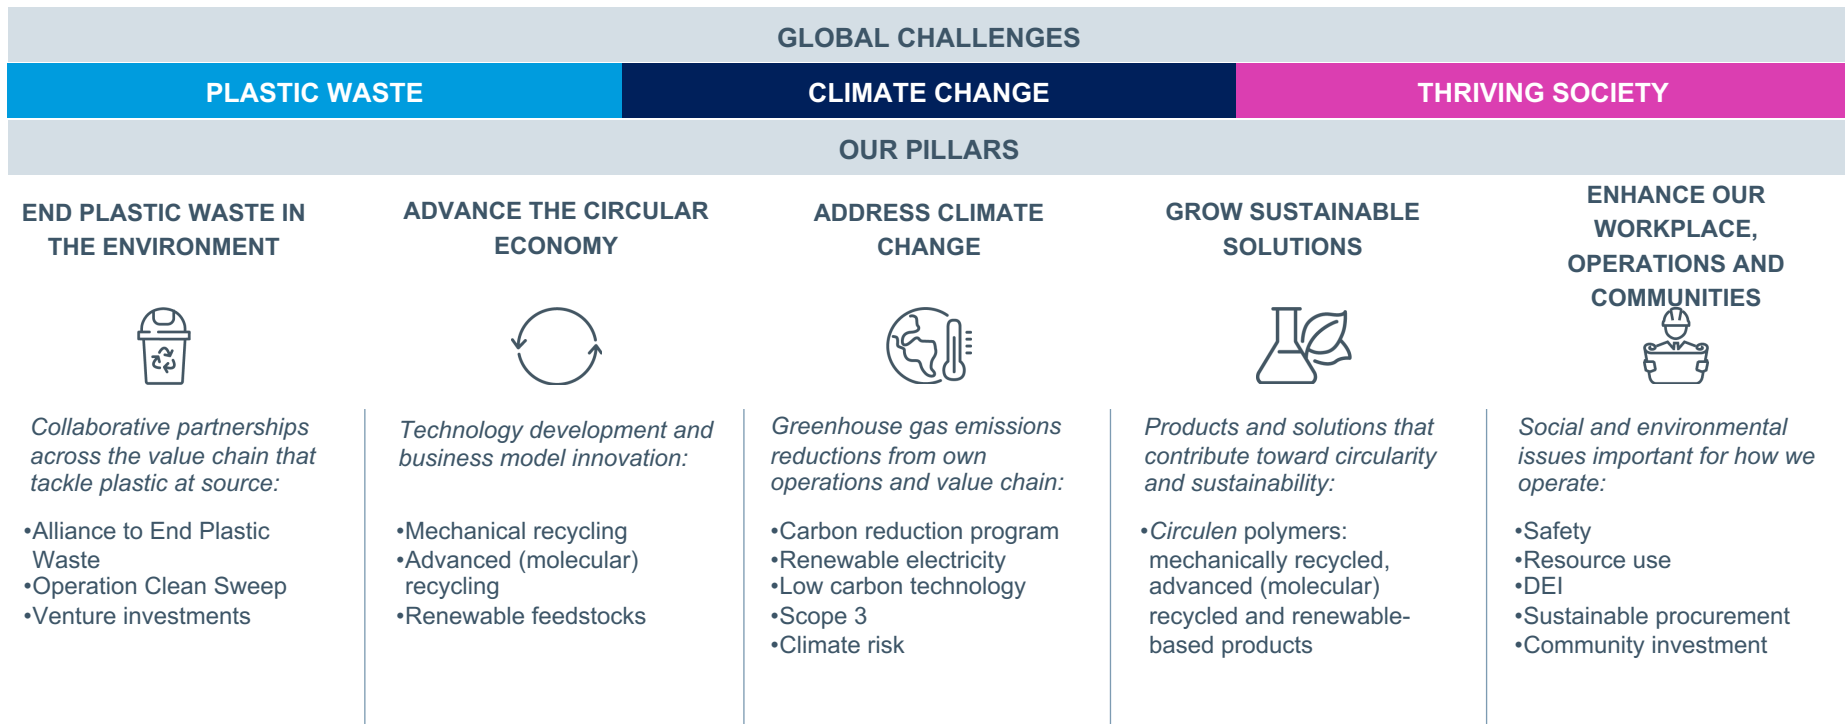 GLOBAL CHALLENGES
PLASTIC WASTE
CLIMATE CHANGE
THRIVING SOCIETY
OUR PILLARS
END PLASTIC WASTE IN
THE ENVIRONMENT
Collaborative partnerships
across the value chain that
tackle plastic at source:
•Alliance to End Plastic
Waste
•Operation Clean Sweep
•Venture investments
ADVANCE THE CIRCULAR
ECONOMY
Technology development and
business model innovation:
•Mechanical recycling
•Advanced (molecular)
recycling
•Renewable feedstocks
ADDRESS CLIMATE
CHANGE
Greenhouse gas emissions
reductions from own
operations and value chain:
•Carbon reduction program
•Renewable electricity
•Low carbon technology
•Scope 3
•Climate risk
GROW SUSTAINABLE
SOLUTIONS
Products and solutions that
contribute toward circularity
and sustainability:
•Circulen polymers:
mechanically recycled,
advanced (molecular)
recycled and renewable-
based products
ENHANCE OUR
WORKPLACE,
OPERATIONS AND
COMMUNITIES
Social and environmental
issues important for how we
operate:
•Safety
•Resource use
•DEI
•Sustainable procurement
•Community investment